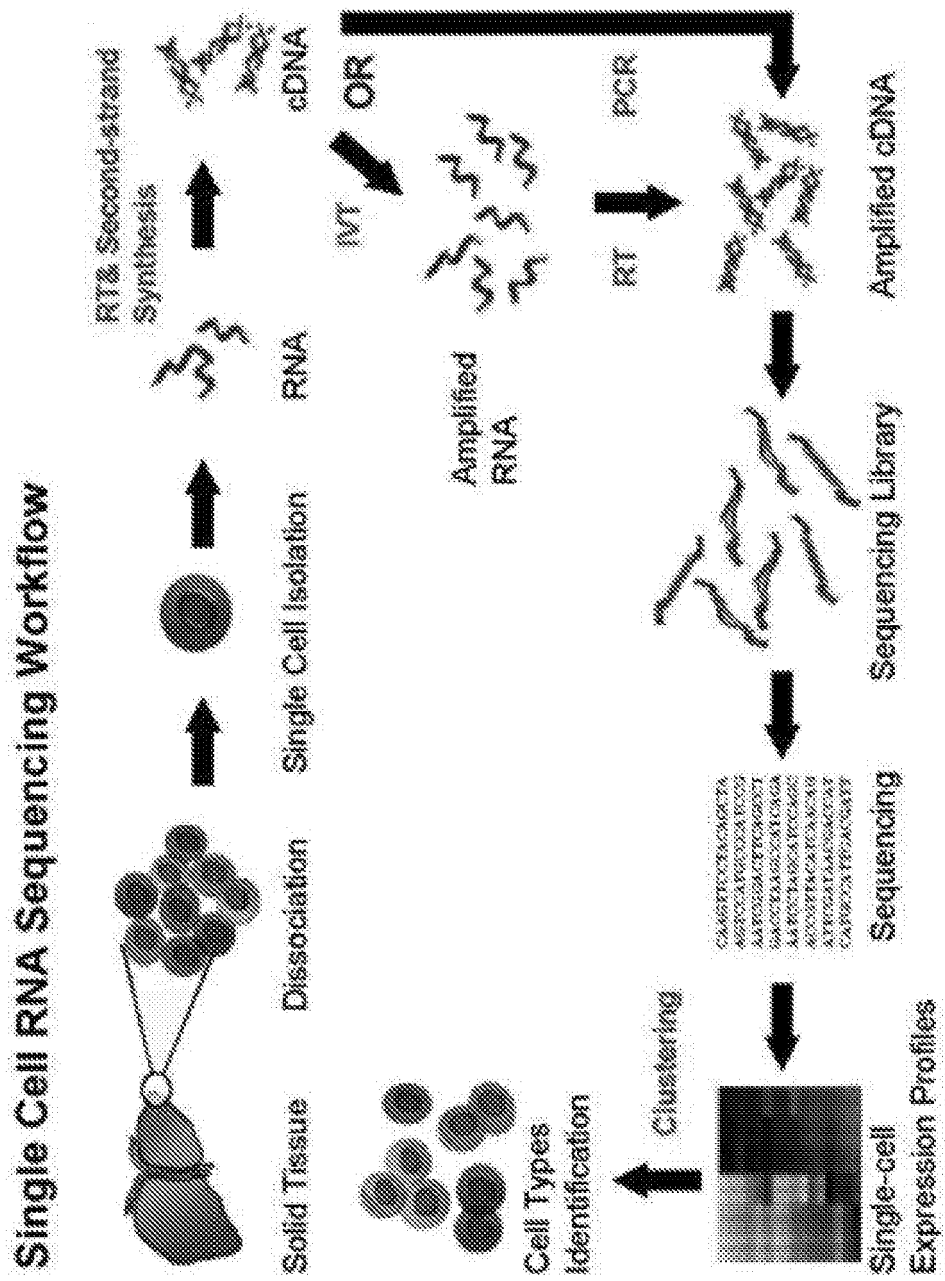 Single Cell RNA Sequencing Workflow
Solid Tissue
Dissociation
Single Cell Isolation
RNA
RT& Second-strand
Synthesis
cDNA
OR
IVT
Amplified
RNA
RT
PCR
Amplified cDNA
Sequencing Library
Sequencing
Single-cell
Expression Profiles
Clustering
Cell Types
Identification